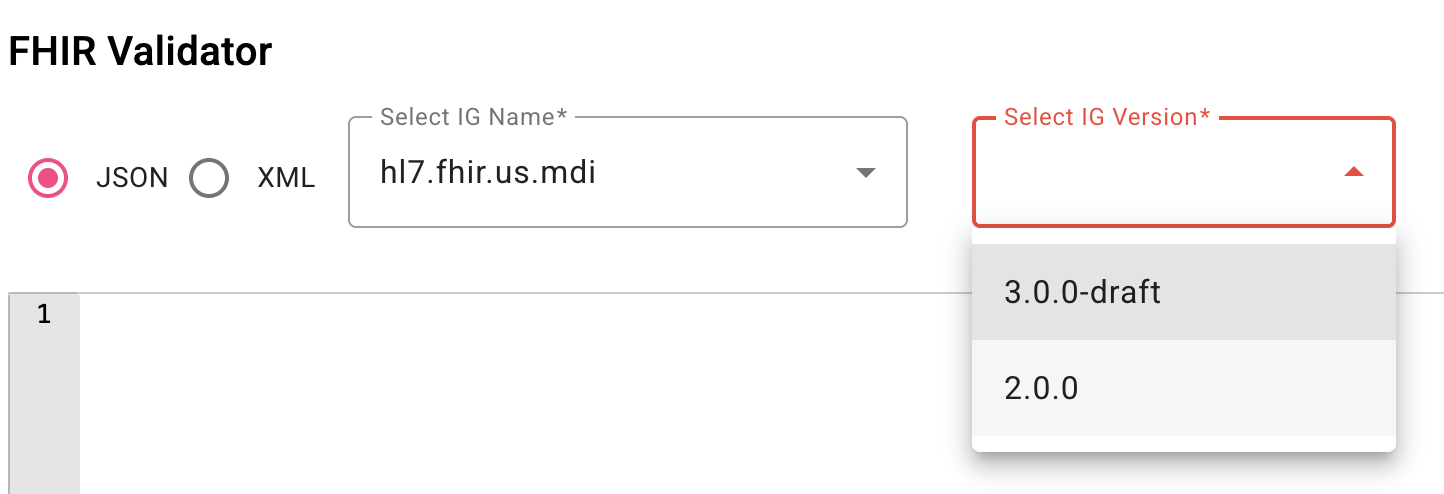 FHIR Validator
Select IG Name*
Select IG Version*
JSON
XML
hl7.fhir.us.mdi
3.0.0-draft
2.0.0
1